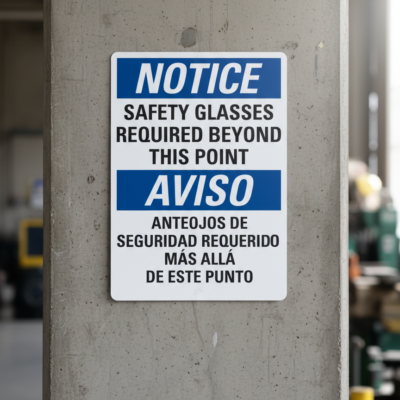 NOTICE
SAFETY GLASSES
REQUIRED BEYOND
THIS POINT
AVISO
ANTEOJOS DE
SEGURIDAD REQUERIDO
MÁS ALLÁ
DE ESTE PUNTO